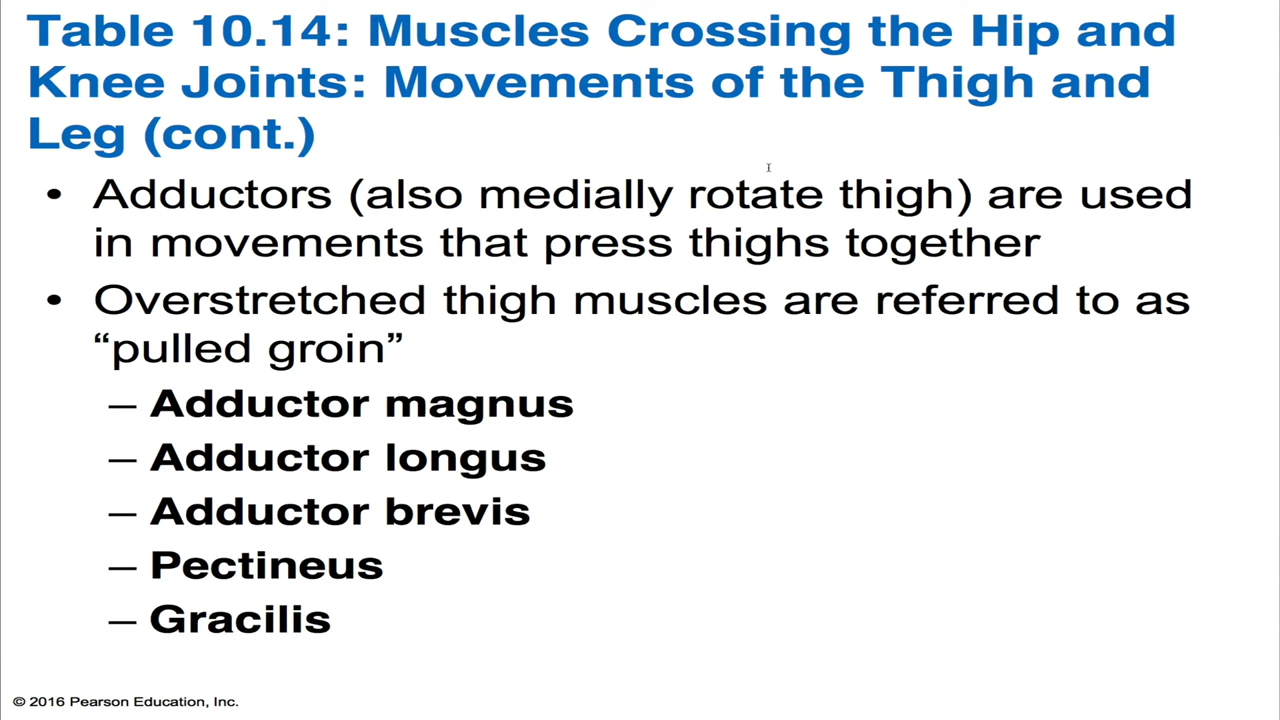 Table 10.14: Muscles Crossing the Hip and
Knee Joints: Movements of the Thigh and
Leg (cont.)
• Adductors (also medially rotate thigh) are used
in movements that press thighs together
• Overstretched thigh muscles are referred to as
“pulled groin”
– Adductor magnus
– Adductor longus
– Adductor brevis
– Pectineus
– Gracilis
© 2016 Pearson Education, Inc.